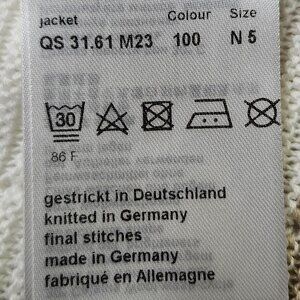 jacket Colour Size
QS 31.61 M23 100 N 5
30
86 F
gestrickt in Deutschland
knitted in Germany
final stitches
made in Germany
fabriqué en Allemagne